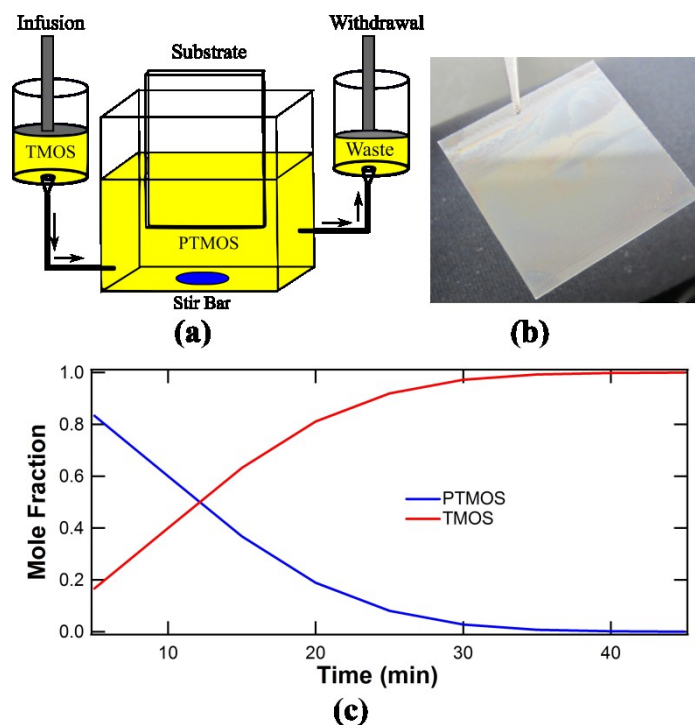 Infusion
Withdrawal
Substrate
TMOS
Waste
PTMOS
Stir Bar
(a)
(b)
1.0
0.8
0.6
0.4
0.2
0.0
Mole Fraction
PTMOS
TMOS
10
20
30
40
Time (min)
(c)